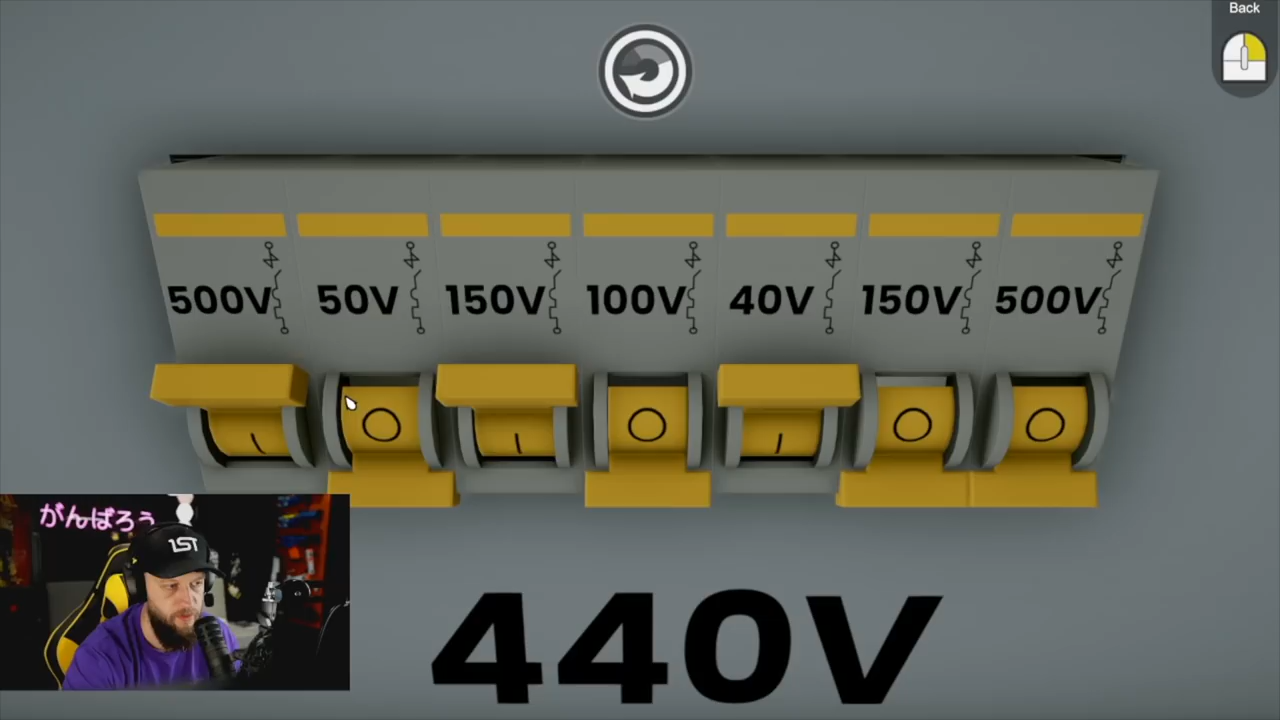 Back
500V 50V 150V 100V 40V 150V 500V
I O I O I O O
440V
がんばろう
1ST